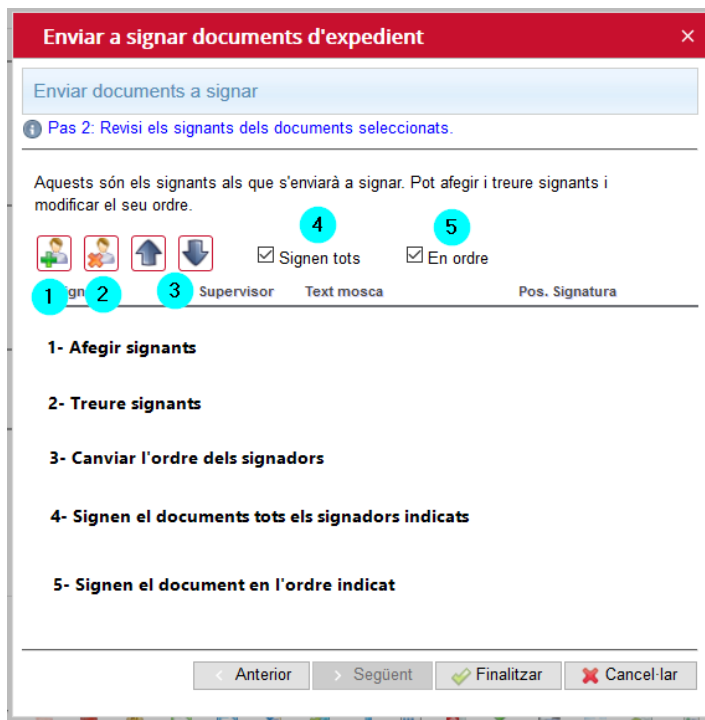 Enviar a signar documents d'expedient
Enviar documents a signar
Pas 2: Revisi els signants dels documents seleccionats.
Aquests són els signants als que s'enviarà a signar. Pot afegir i treure signants i
modificar el seu ordre.
4 5
Signen tots En ordre
1 2 3 Supervisor Text mosca Pos. Signatura
1- Afegir signants
2- Treure signants
3- Canviar l'ordre dels signadors
4- Signen el documents tots els signadors indicats
5- Signen el document en l'ordre indicat
Anterior Següent Finalitzar Cancel·lar